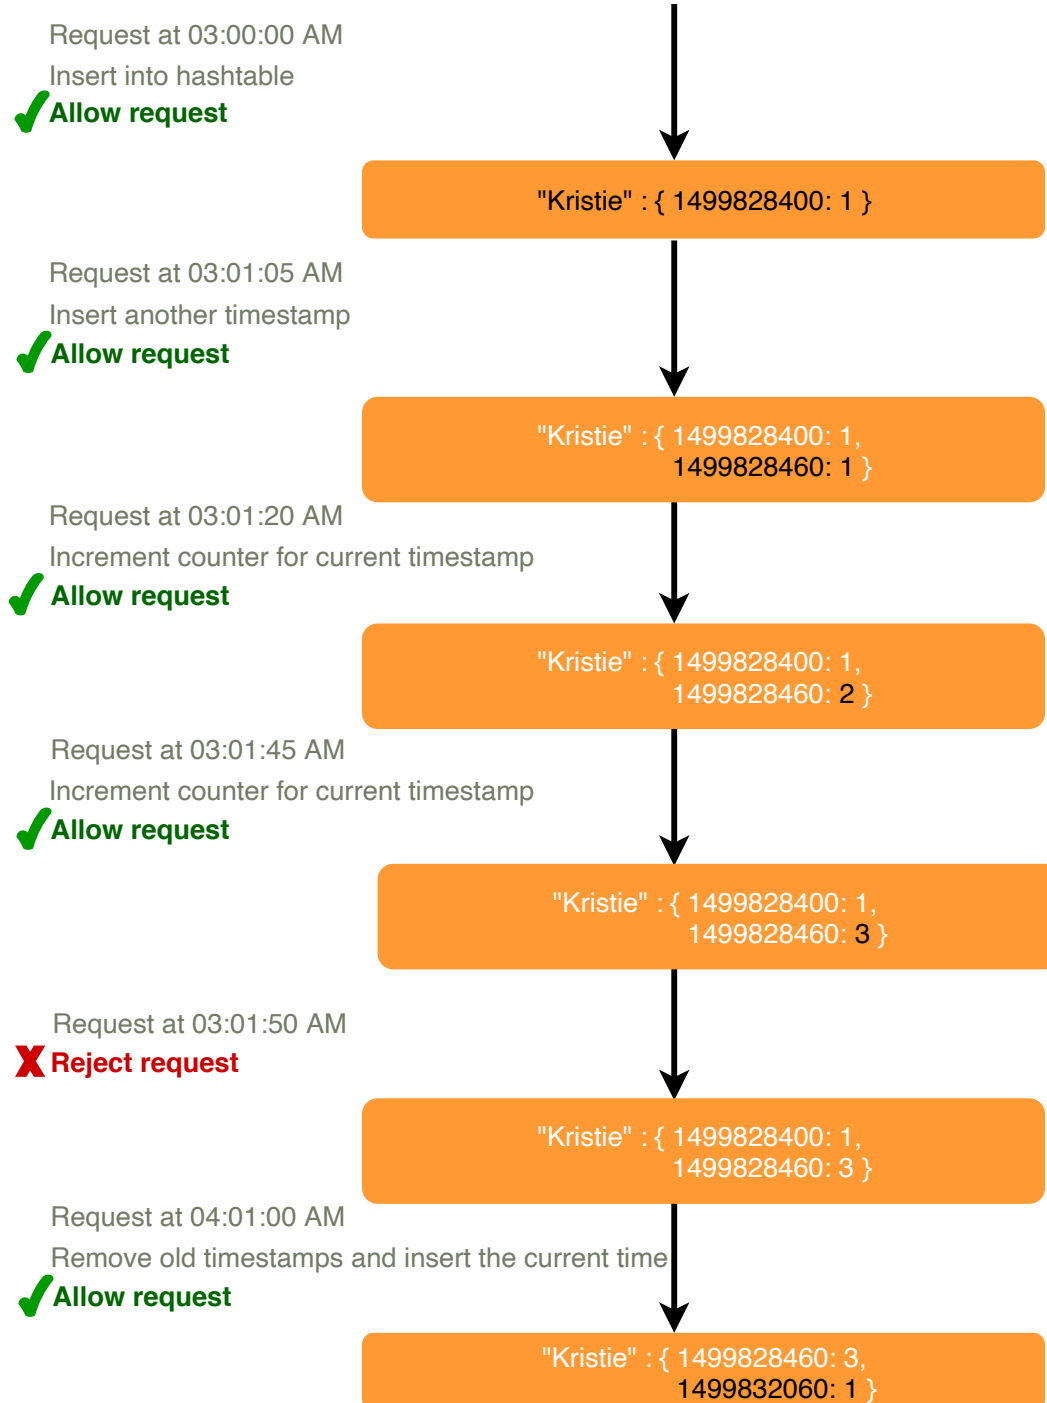 Request at 03:00:00 AM
Insert into hashtable
Allow request
"Kristie" : { 1499828400: 1 }
Request at 03:01:05 AM
Insert another timestamp
Allow request
"Kristie" : { 1499828400: 1,
1499828460: 1 }
Request at 03:01:20 AM
Increment counter for current timestamp
Allow request
"Kristie" : { 1499828400: 1,
1499828460: 2 }
Request at 03:01:45 AM
Increment counter for current timestamp
Allow request
"Kristie" : { 1499828400: 1,
1499828460: 3 }
Request at 03:01:50 AM
X Reject request
"Kristie" : { 1499828400: 1,
1499828460: 3 }
Request at 04:01:00 AM
Remove old timestamps and insert the current time
Allow request
"Kristie" : { 1499828460: 3,
1499832060: 1 }